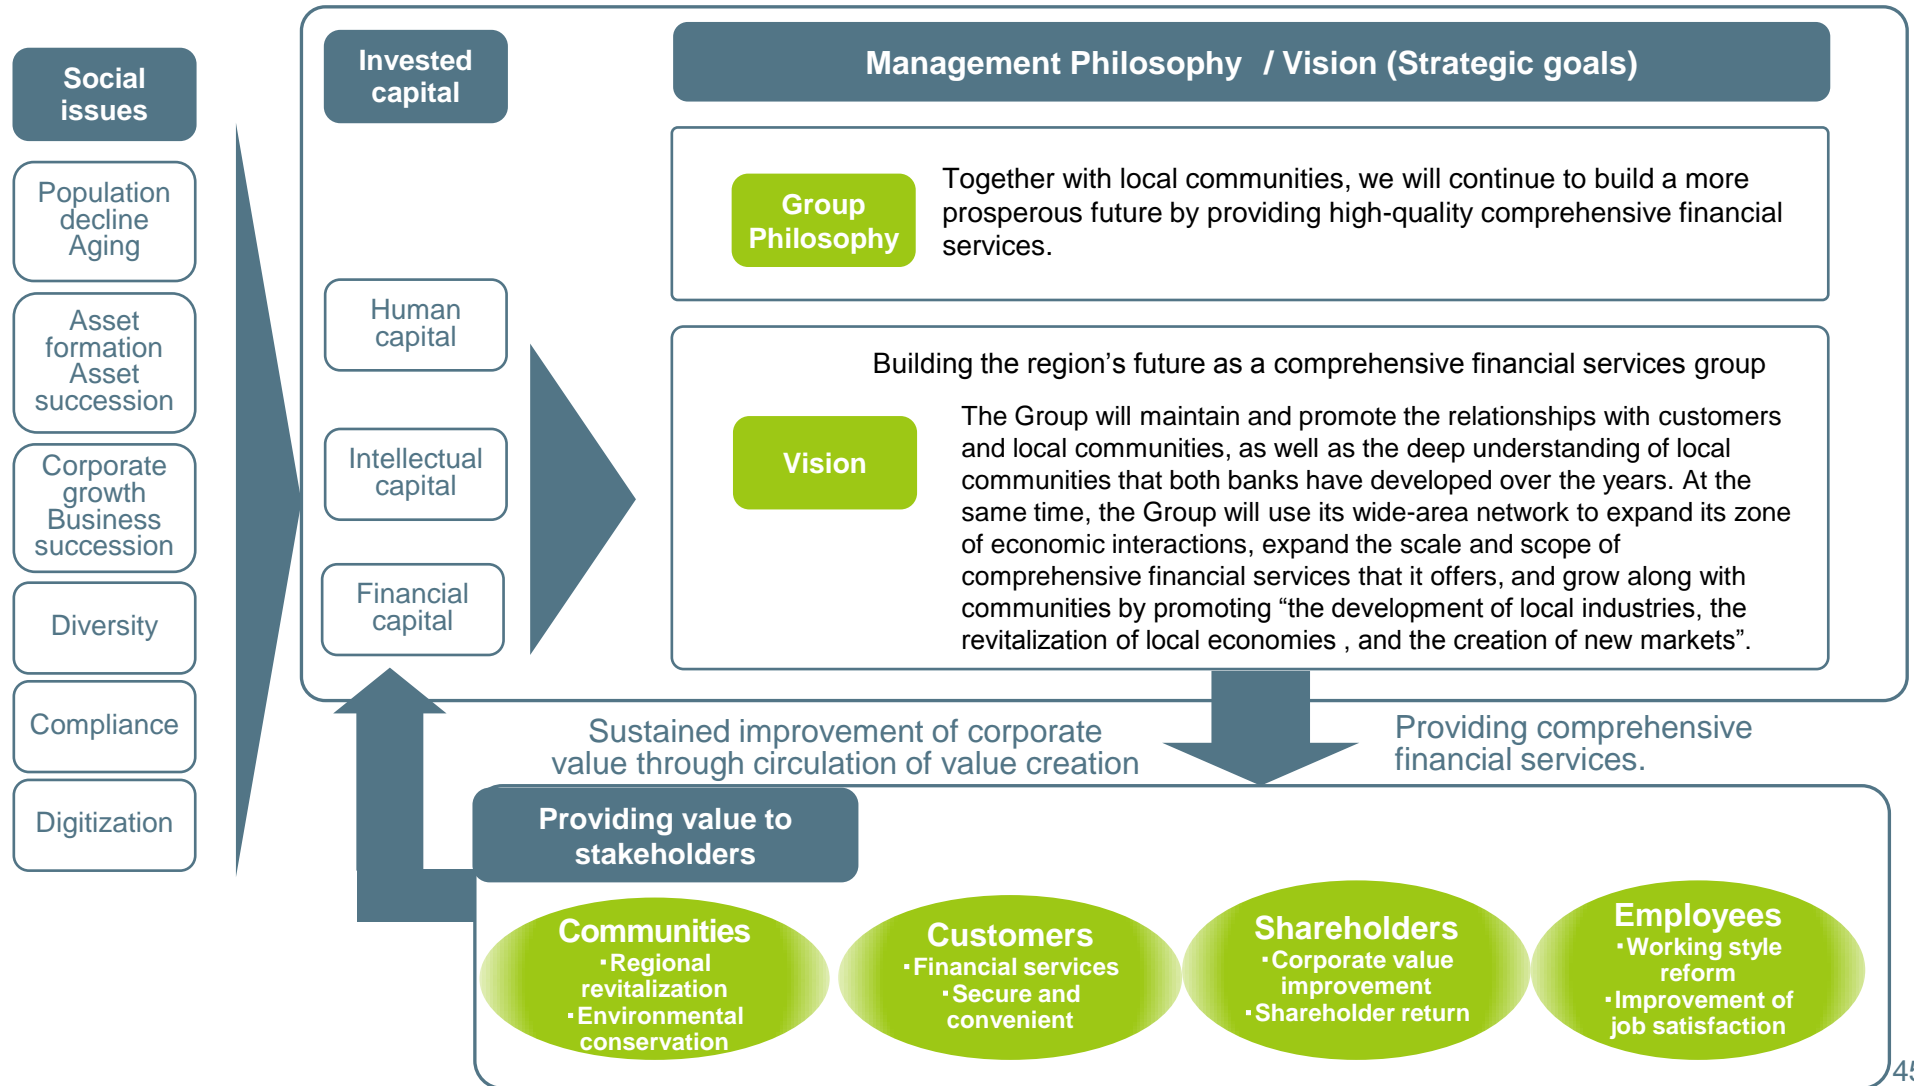 Social
issues
Population
decline
Aging
Asset
formation
Asset
succession
Corporate
growth
Business
succession
Diversity
Compliance
Digitization
Invested
capital
Human
capital
Intellectual
capital
Financial
capital
Management Philosophy / Vision (Strategic goals)
Group
Philosophy
Together with local communities, we will continue to build a more
prosperous future by providing high-quality comprehensive financial
services.
Building the region’s future as a comprehensive financial services group
Vision
The Group will maintain and promote the relationships with customers
and local communities, as well as the deep understanding of local
communities that both banks have developed over the years. At the
same time, the Group will use its wide-area network to expand its zone
of economic interactions, expand the scale and scope of
comprehensive financial services that it offers, and grow along with
communities by promoting “the development of local industries, the
revitalization of local economies , and the creation of new markets”.
Sustained improvement of corporate
value through circulation of value creation
Providing comprehensive
financial services.
Providing value to
stakeholders
Communities
・Regional
revitalization
・Environmental
conservation
Customers
・Financial services
・Secure and
convenient
Shareholders
・Corporate value
improvement
・Shareholder return
Employees
・Working style
reform
・Improvement of
job satisfaction
45